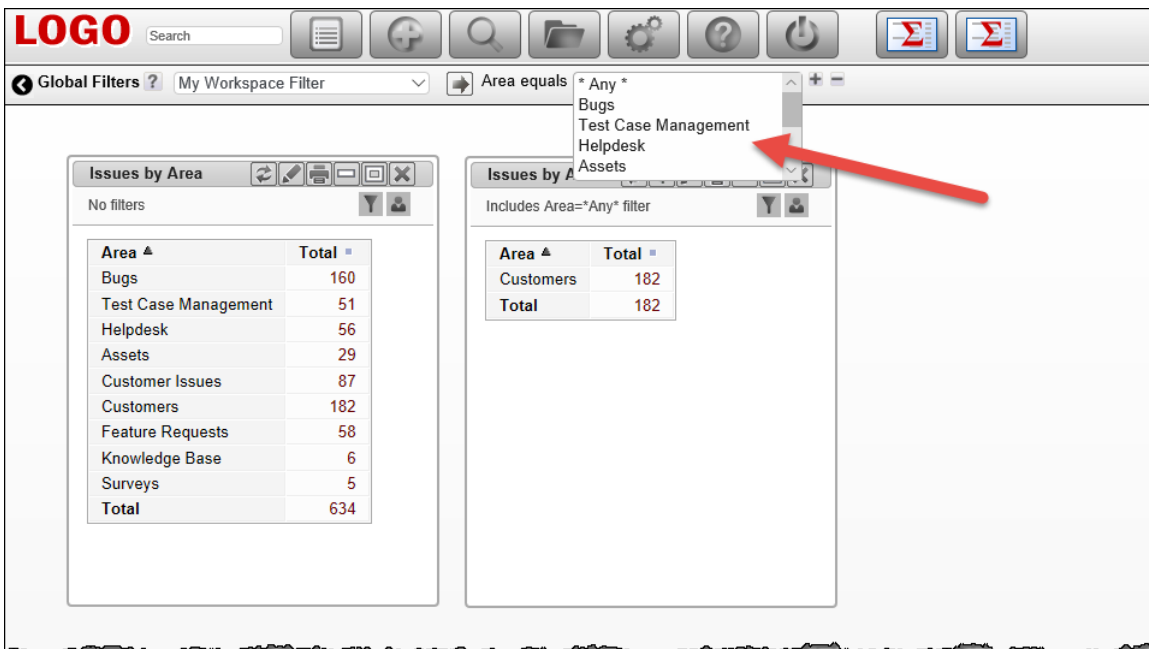 LOGO Search
Global Filters ? My Workspace Filter Area equals * Any *
Bugs
Test Case Management
Helpdesk
Assets
Issues by Area
No filters
Area Total
Bugs 160
Test Case Management 51
Helpdesk 56
Assets 29
Customer Issues 87
Customers 182
Feature Requests 58
Knowledge Base 6
Surveys 5
Total 634
Issues by A
Includes Area=*Any* filter
Area Total
Customers 182
Total 182